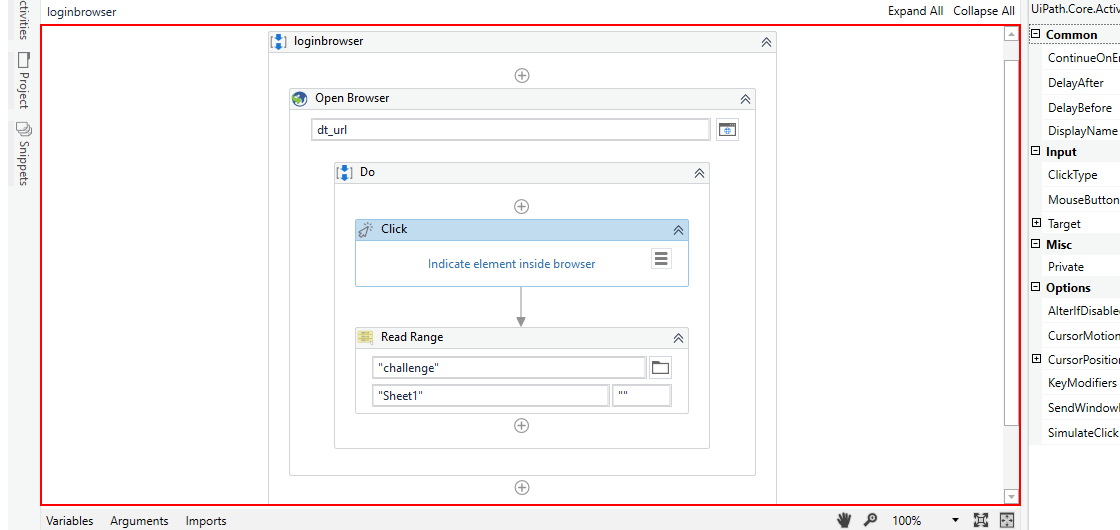 loginbrowser
Expand All
Collapse All
UiPath.Core.Activ
ctivities
Project
Snippets
loginbrowser
Open Browser
dt_url
Do
Click
Indicate element inside browser
Read Range
"challenge"
"Sheet1"
""
Common
ContinueOnEr
DelayAfter
DelayBefore
DisplayName
Input
ClickType
MouseButton
Target
Misc
Private
Options
AlterIfDisable
CursorMotion
CursorPositio
KeyModifiers
SendWindow
SimulateClick
Variables
Arguments
Imports
100%